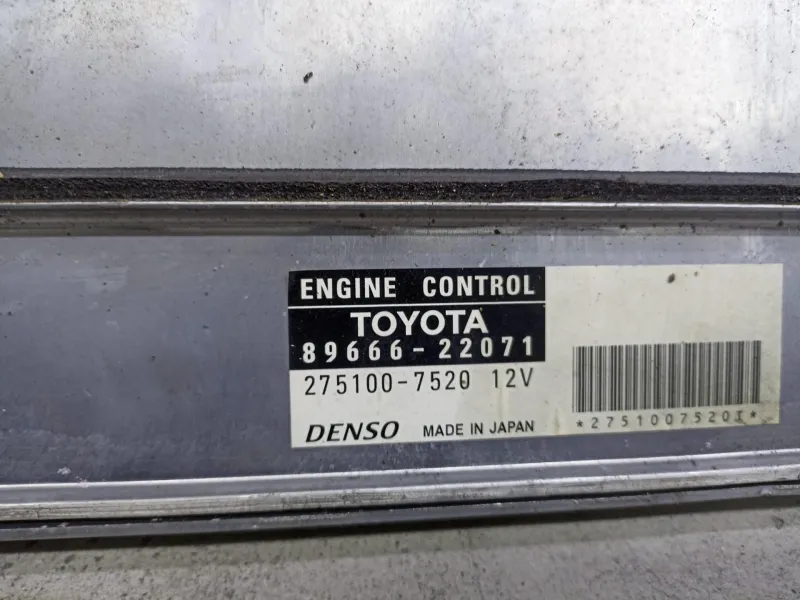 ENGINE CONTROL
TOYOTA
89666-22071
275100-7520 12V
DENSO MADE IN JAPAN
*2751007520I*